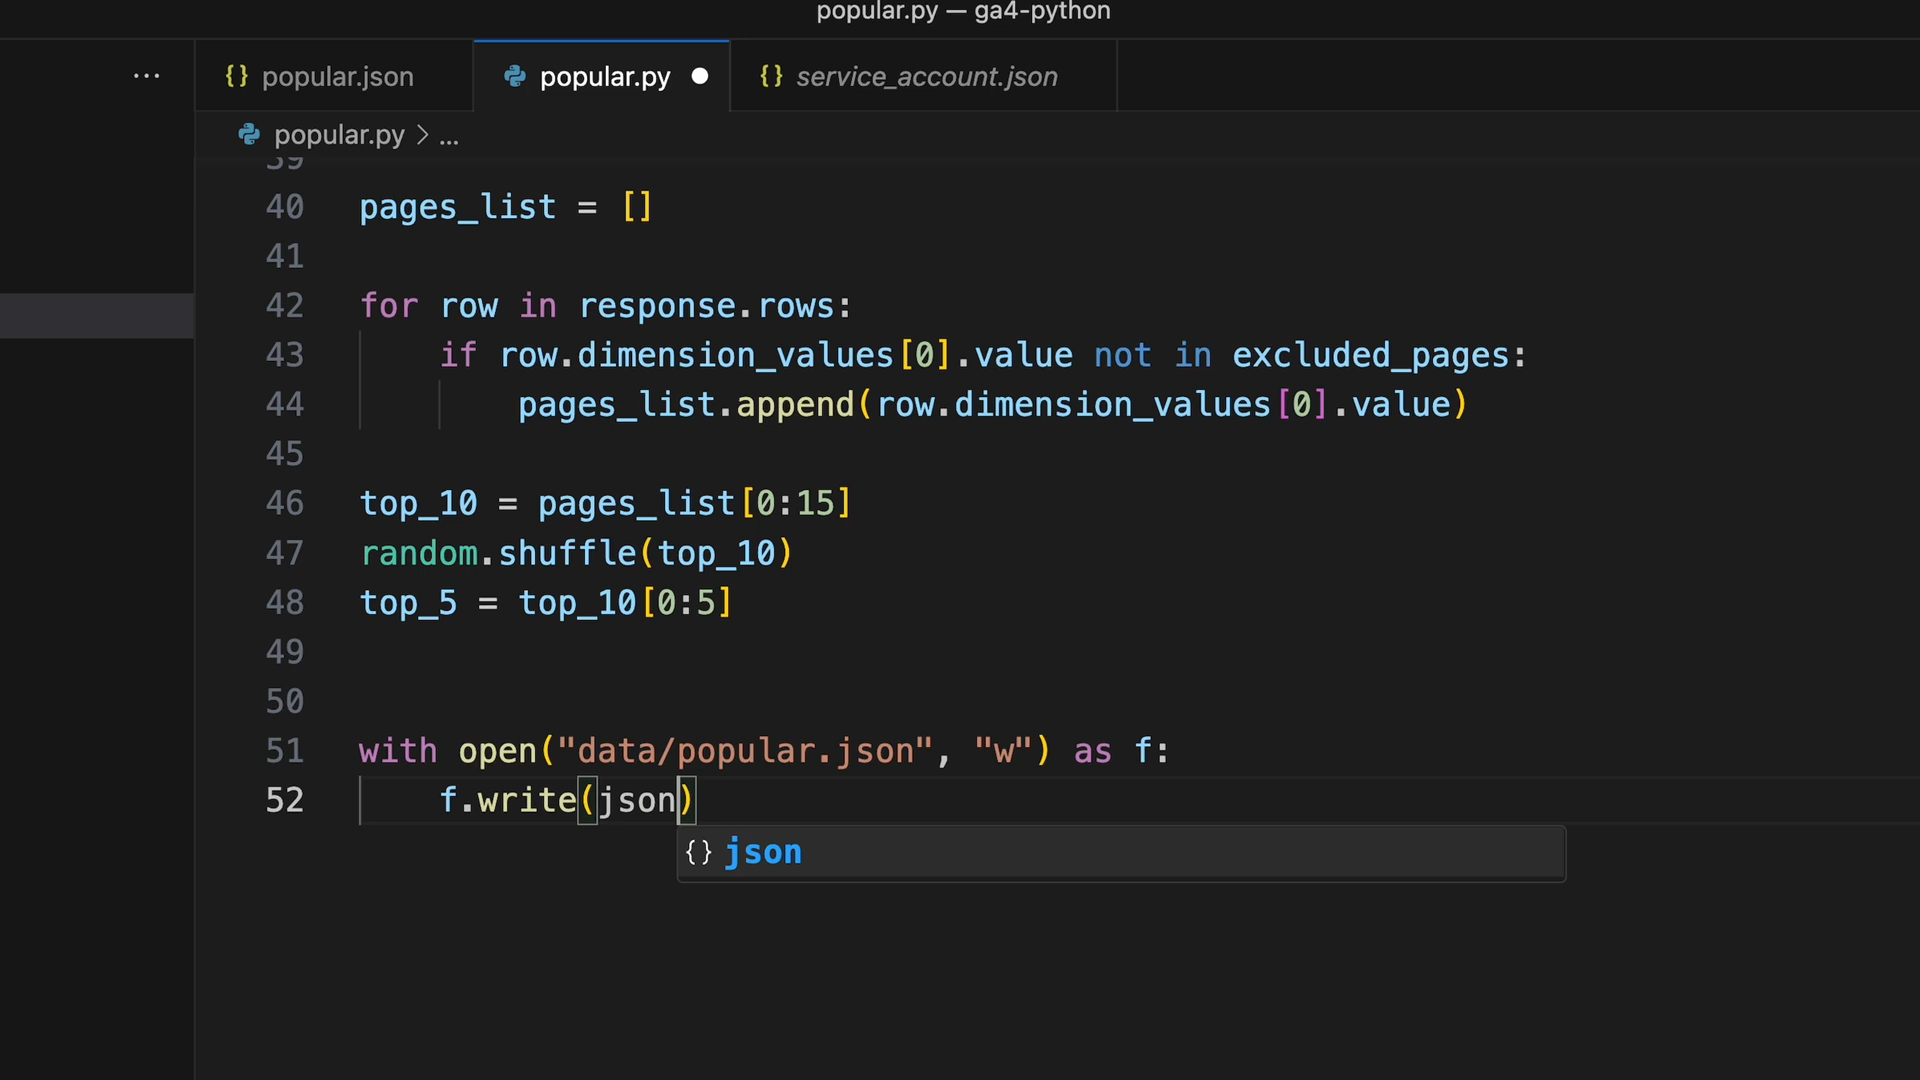 popular.py — ga4-python
... {} popular.json popular.py {} service_account.json
popular.py > ...
39
40 pages_list = []
41
42 for row in response.rows:
43 if row.dimension_values[0].value not in excluded_pages:
44 pages_list.append(row.dimension_values[0].value)
45
46 top_10 = pages_list[0:15]
47 random.shuffle(top_10)
48 top_5 = top_10[0:5]
49
50
51 with open("data/popular.json", "w") as f:
52 f.write(json)
{} json